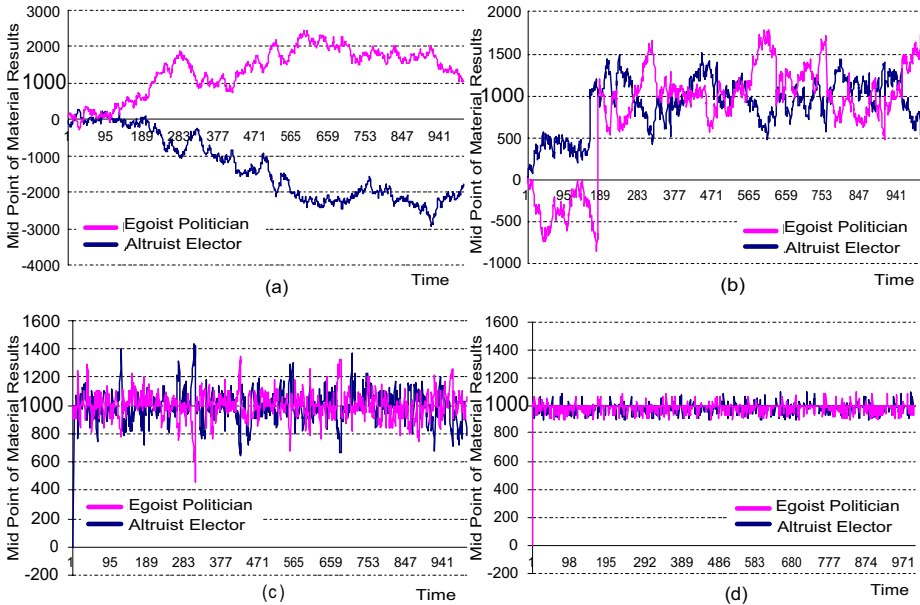 Mid Point of Material Results
3000
2000
1000
0
-1000
-2000
-3000
-4000
1 95 189 283 377 471 565 659 753 847 941
Egoist Politician
Altruist Elector
Time
(a)
Mid Point of Material Results
2000
1500
1000
500
0
-500
-1000
1 95 189 283 377 471 565 659 753 847 941
Egoist Politician
Altruist Elector
Time
(b)
Mid Point of Material Results
1600
1400
1200
1000
800
600
400
200
0
-200
1 95 189 283 377 471 565 659 753 847 941
Egoist Politician
Altruist Elector
Time
(c)
Mid Point of Material Results
1600
1400
1200
1000
800
600
400
200
0
-200
1 98 195 292 389 486 583 680 777 874 971
Egoist Politician
Altruist Elector
Time
(d)